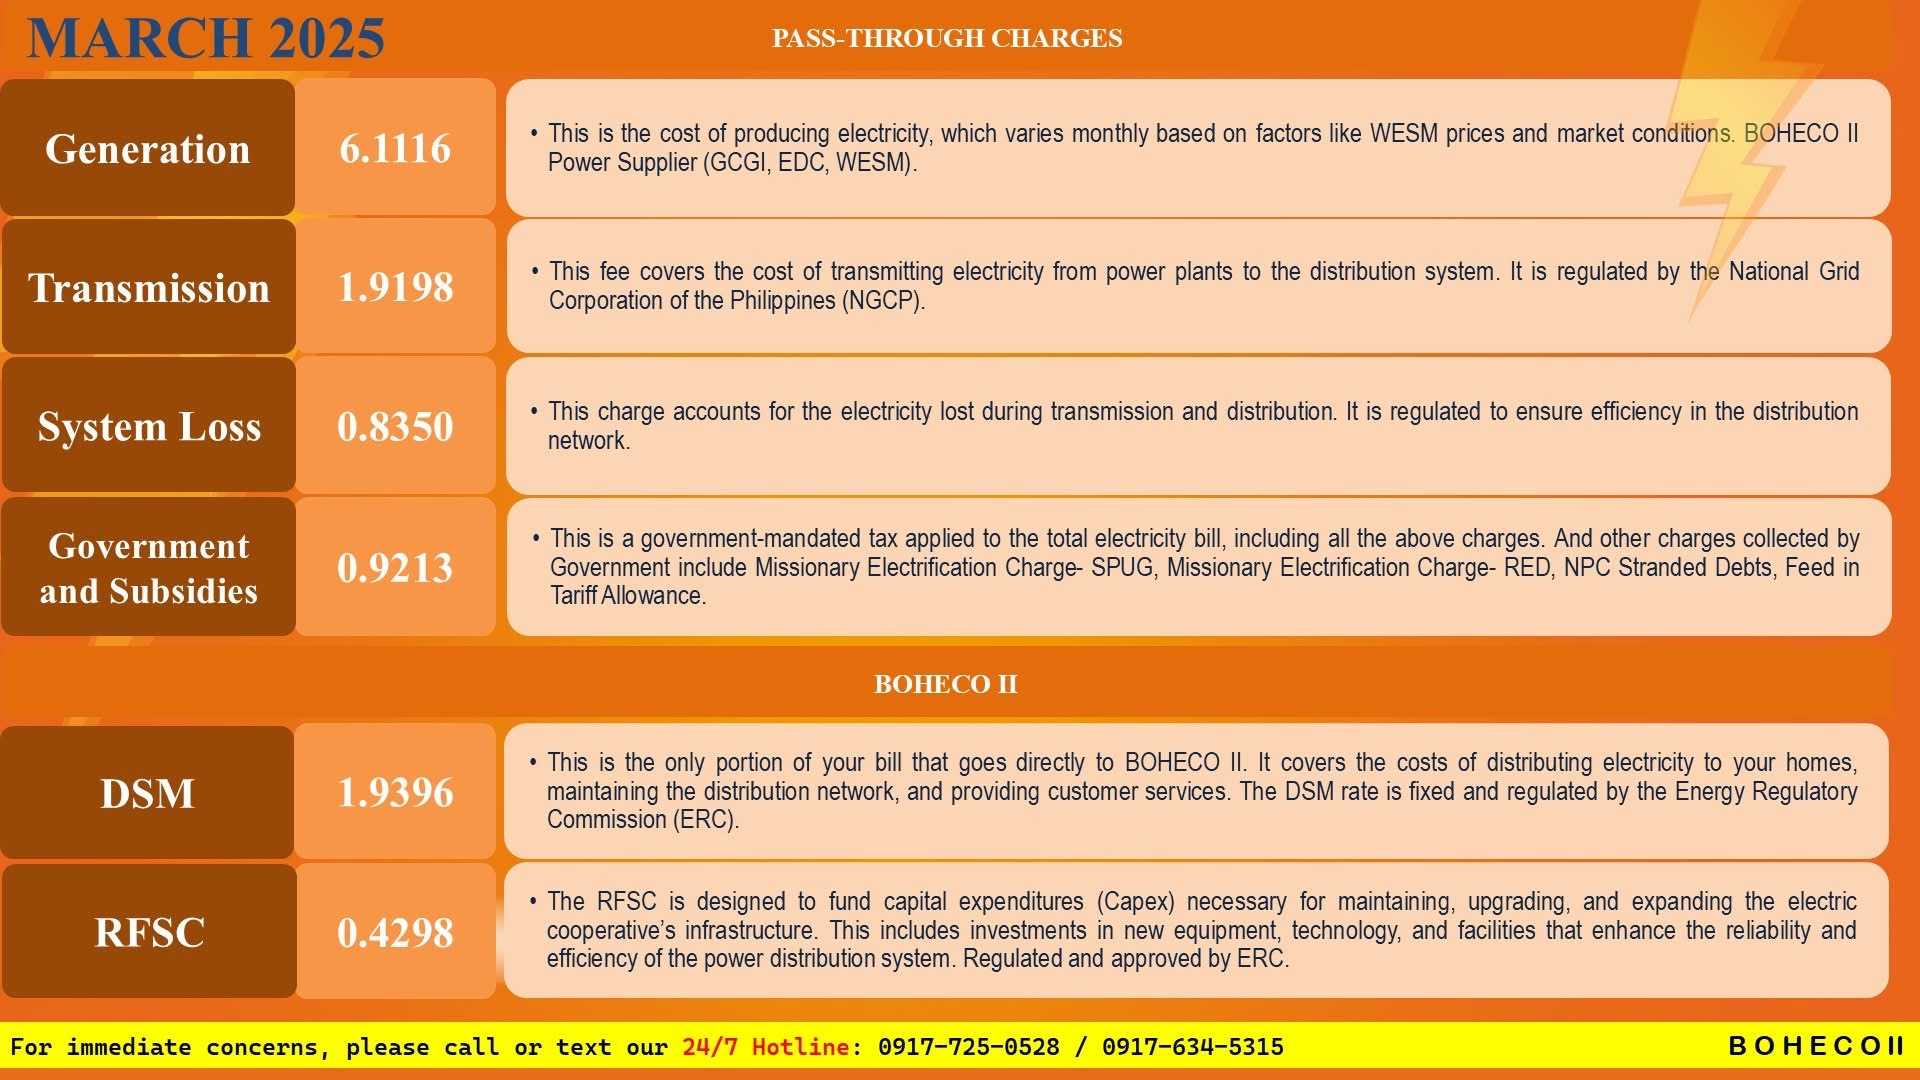 MARCH 2025
PASS-THROUGH CHARGES
Generation
6.1116
• This is the cost of producing electricity, which varies monthly based on factors like WESM prices and market conditions. BOHECO II
Power Supplier (GCGI, EDC, WESM).
Transmission
1.9198
• This fee covers the cost of transmitting electricity from power plants to the distribution system. It is regulated by the National Grid
Corporation of the Philippines (NGCP).
System Loss
0.8350
• This charge accounts for the electricity lost during transmission and distribution. It is regulated to ensure efficiency in the distribution
network.
Government
and Subsidies
0.9213
• This is a government-mandated tax applied to the total electricity bill, including all the above charges. And other charges collected by
Government include Missionary Electrification Charge- SPUG, Missionary Electrification Charge- RED, NPC Stranded Debts, Feed in
Tariff Allowance.
BOHECO II
DSM
1.9396
• This is the only portion of your bill that goes directly to BOHECO II. It covers the costs of distributing electricity to your homes,
maintaining the distribution network, and providing customer services. The DSM rate is fixed and regulated by the Energy Regulatory
Commission (ERC).
RFSC
0.4298
• The RFSC is designed to fund capital expenditures (Capex) necessary for maintaining, upgrading, and expanding the electric
cooperative’s infrastructure. This includes investments in new equipment, technology, and facilities that enhance the reliability and
efficiency of the power distribution system. Regulated and approved by ERC.
For immediate concerns, please call or text our 24/7 Hotline: 0917-725-0528 / 0917-634-5315
BOHECO II